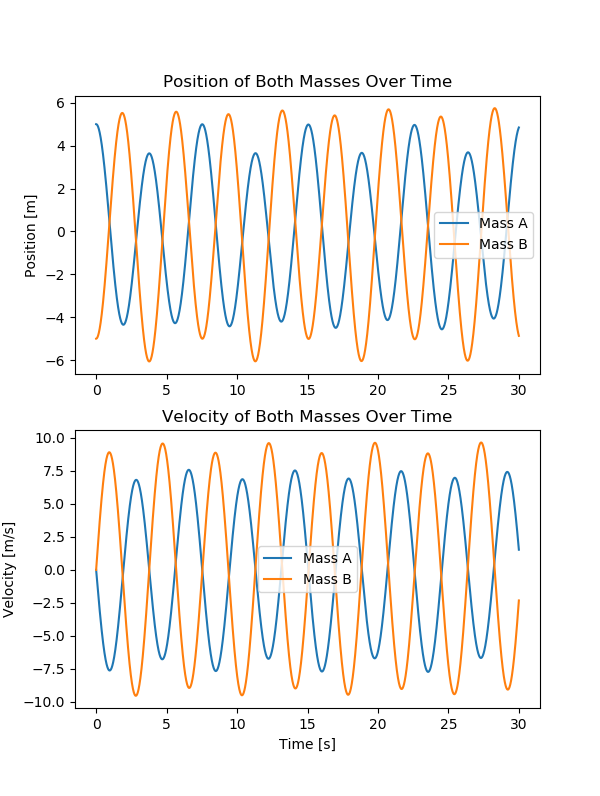 Position of Both Masses Over Time
6
4
2
0
−2
−4
−6
Position [m]
Mass A
Mass B
0 5 10 15 20 25 30
Velocity of Both Masses Over Time
10.0
7.5
5.0
2.5
0.0
−2.5
−5.0
−7.5
−10.0
Velocity [m/s]
Mass A
Mass B
0 5 10 15 20 25 30
Time [s]